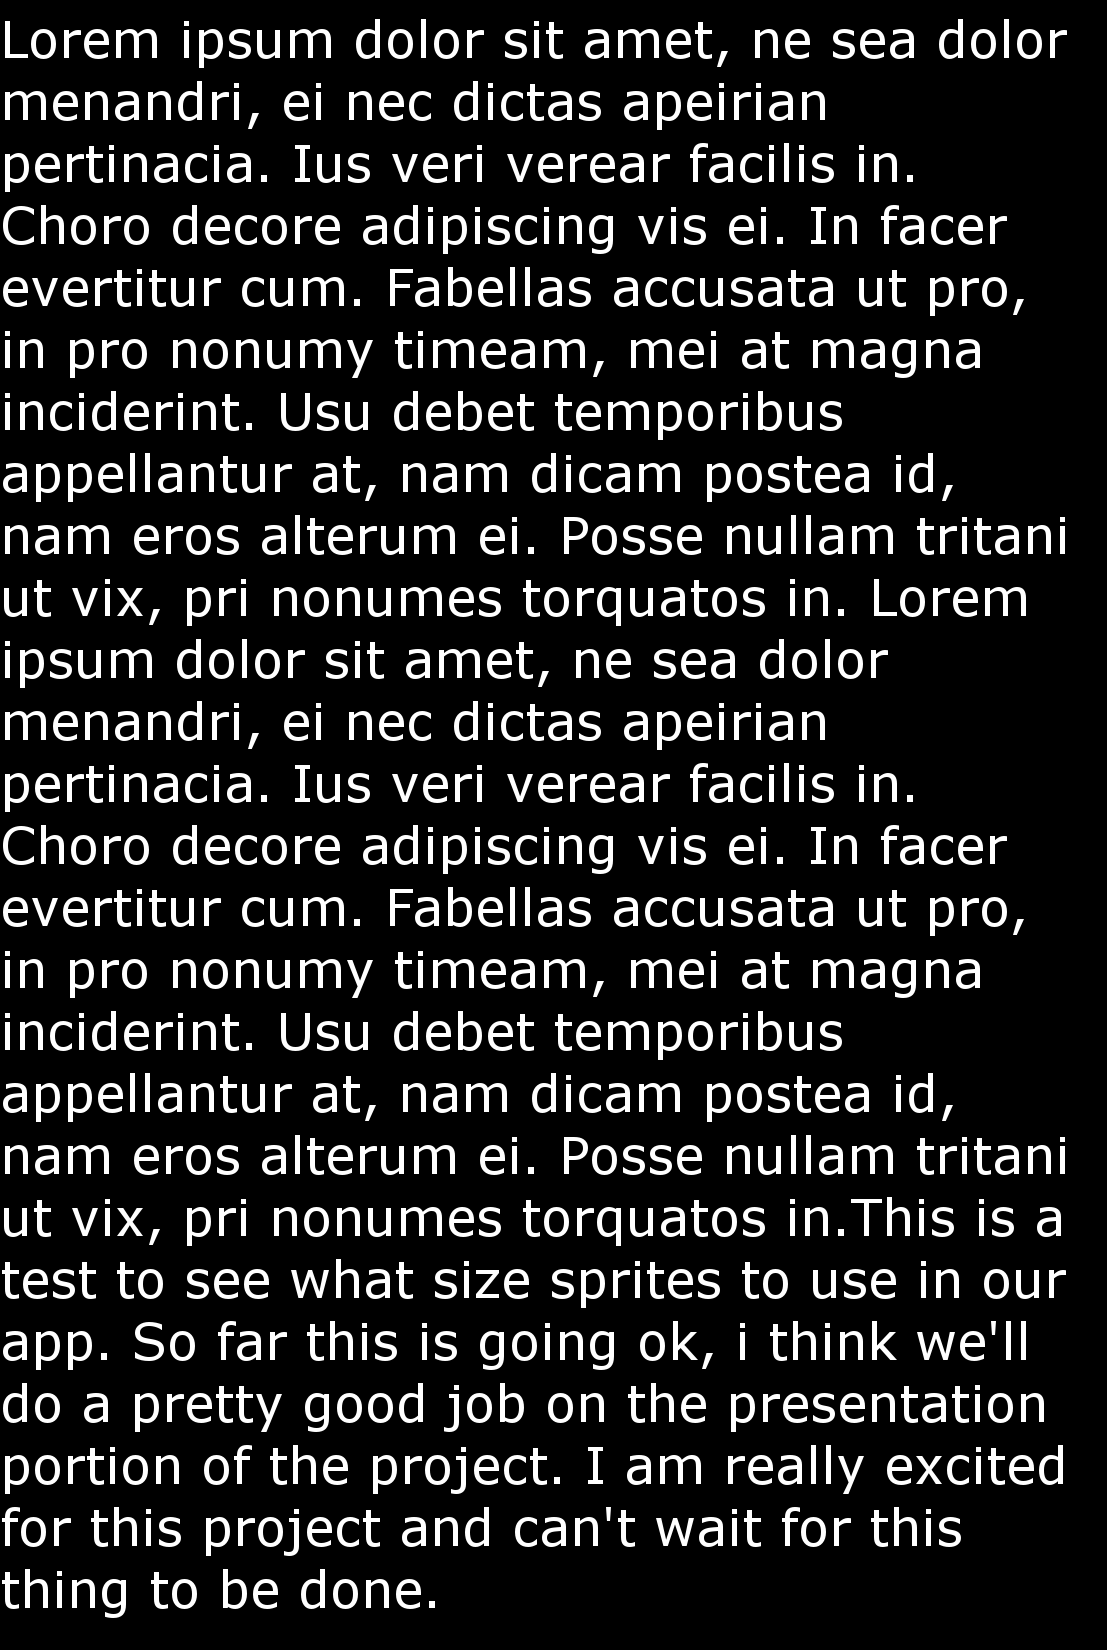 Lorem ipsum dolor sit amet, ne sea dolor
menandri, ei nec dictas apeirian
pertinacia. Ius veri verear facilis in.
Choro decore adipiscing vis ei. In facer
evertitur cum. Fabellas accusata ut pro,
in pro nonumy timeam, mei at magna
inciderint. Usu debet temporibus
appellantur at, nam dicam postea id,
nam eros alterum ei. Posse nullam tritani
ut vix, pri nonumes torquatos in. Lorem
ipsum dolor sit amet, ne sea dolor
menandri, ei nec dictas apeirian
pertinacia. Ius veri verear facilis in.
Choro decore adipiscing vis ei. In facer
evertitur cum. Fabellas accusata ut pro,
in pro nonumy timeam, mei at magna
inciderint. Usu debet temporibus
appellantur at, nam dicam postea id,
nam eros alterum ei. Posse nullam tritani
ut vix, pri nonumes torquatos in.This is a
test to see what size sprites to use in our
app. So far this is going ok, i think we'll
do a pretty good job on the presentation
portion of the project. I am really excited
for this project and can't wait for this
thing to be done.